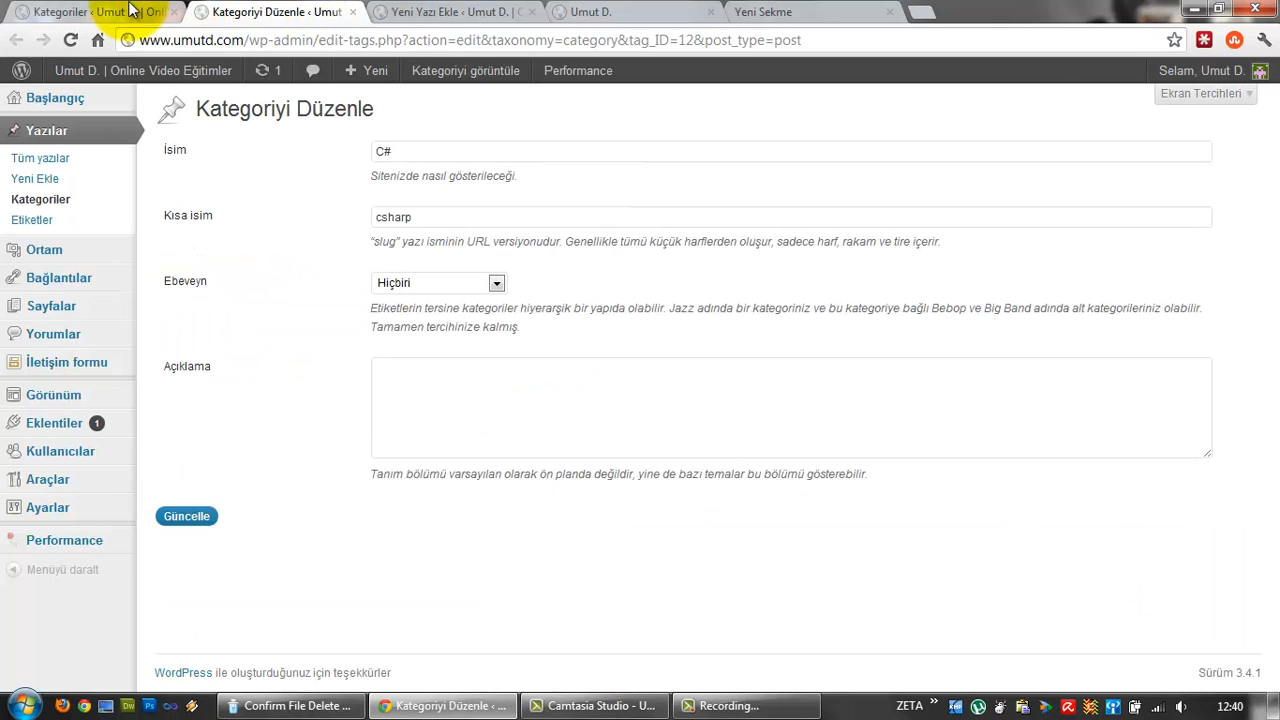 Kategoriler ‹ Umut D. | Onli
Kategoriyi Düzenle ‹ Umut
Yeni Yazı Ekle ‹ Umut D. | C
Umut D.
Yeni Sekme
www.umutd.com/wp-admin/edit-tags.php?action=edit&taxonomy=category&tag_ID=12&post_type=post
Umut D. | Online Video Eğitimler
1
Yeni
Kategoriyi görüntüle
Performance
Selam, Umut D.
Ekran Tercihleri
Başlangıç
Yazılar
Tüm yazılar
Yeni Ekle
Kategoriler
Etiketler
Ortam
Bağlantılar
Sayfalar
Yorumlar
İletişim formu
Görünüm
Eklentiler 1
Kullanıcılar
Araçlar
Ayarlar
Performance
Menüyü daralt
Kategoriyi Düzenle
İsim
C#
Sitenizde nasıl gösterileceği.
Kısa isim
csharp
“slug” yazı isminin URL versiyonudur. Genellikle tümü küçük harflerden oluşur, sadece harf, rakam ve tire içerir.
Ebeveyn
Hiçbiri
Etiketlerin tersine kategoriler hiyerarşik bir yapıda olabilir. Jazz adında bir kategoriniz ve bu kategoriye bağlı Bebop ve Big Band adında alt kategorileriniz olabilir.
Tamamen tercihinize kalmış.
Açıklama
Tanım bölümü varsayılan olarak ön planda değildir, yine de bazı temalar bu bölümü gösterebilir.
Güncelle
WordPress ile oluşturduğunuz için teşekkürler
Sürüm 3.4.1
Confirm File Delete ...
Kategoriyi Düzenle ‹ ...
Camtasia Studio - U...
Recording...
ZETA
12:40